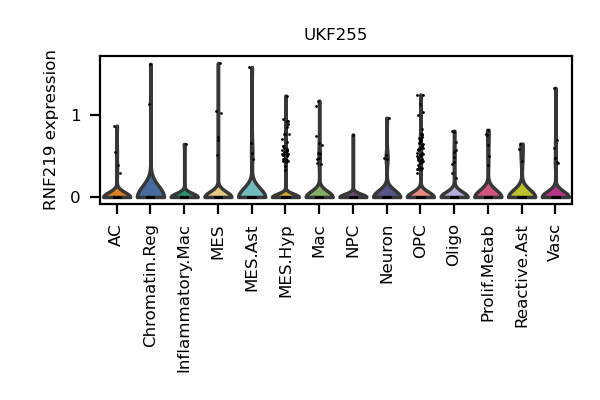 UKF255
RNF219 expression
1
0
AC
Chromatin.Reg
Inflammatory.Mac
MES
MES.Ast
MES.Hyp
Mac
NPC
Neuron
OPC
Oligo
Prolif.Metab
Reactive.Ast
Vasc